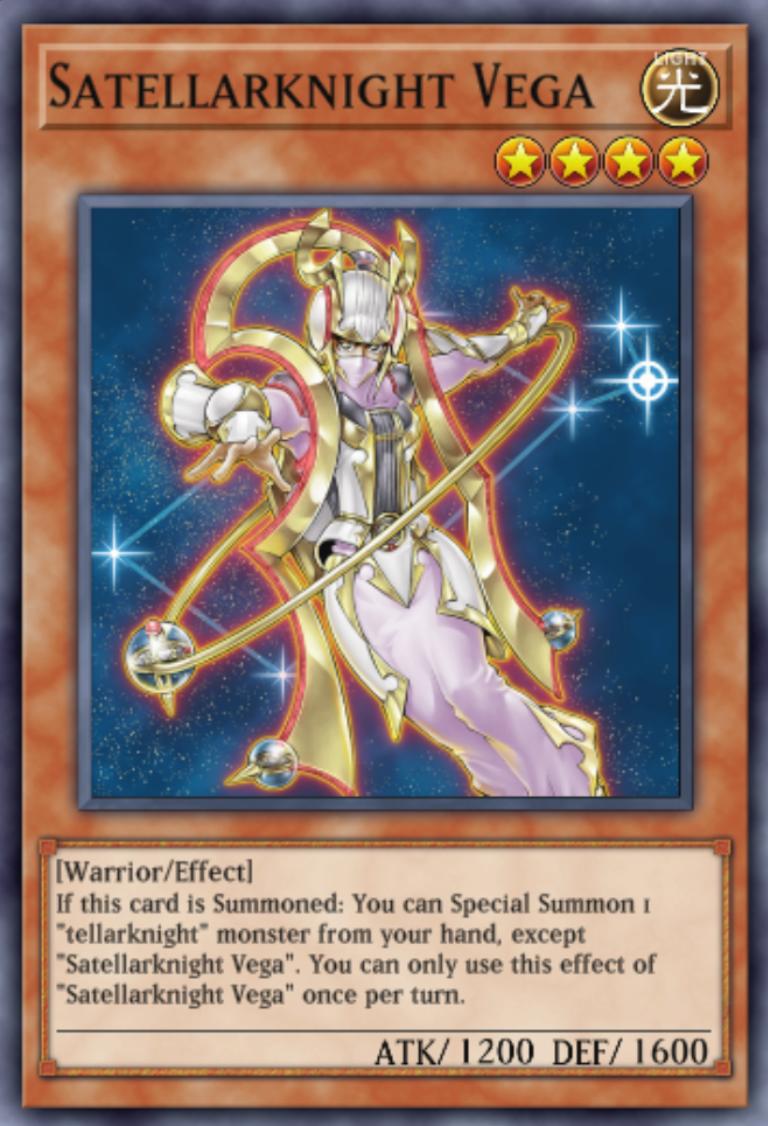 SATELLARKNIGHT VEGA
LIGHT
光
[Warrior/Effect]
If this card is Summoned: You can Special Summon 1
"tellarknight" monster from your hand, except
"Satellarknight Vega". You can only use this effect of
"Satellarknight Vega" once per turn.
ATK/ 1200 DEF/ 1600